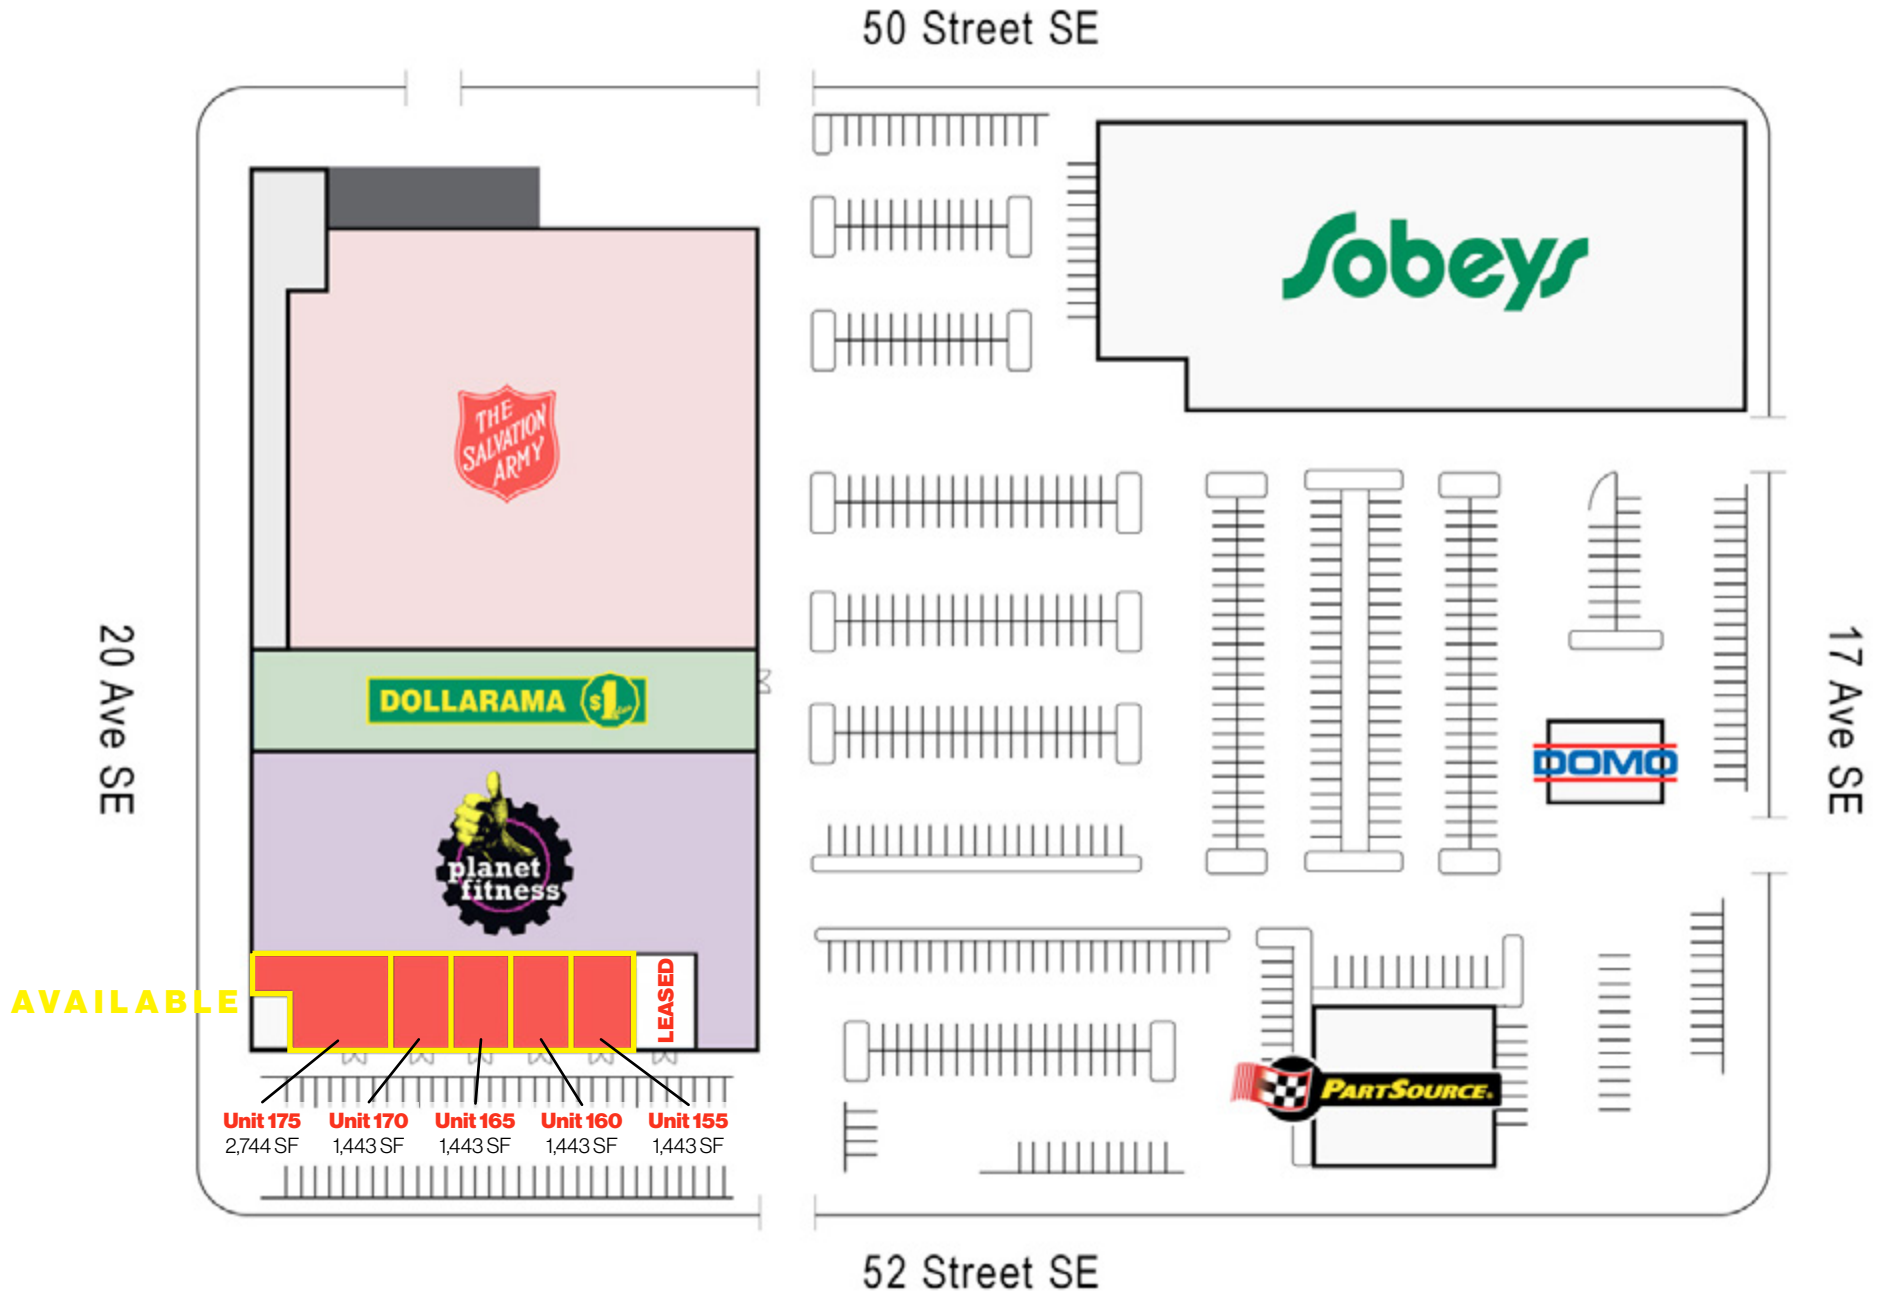 50 Street SE
Sobeys
THE
SALVATION
ARMY
20 Ave SE
17 Ave SE
DOLLARAMA $1 plus
DOMO
planet
fitness
AVAILABLE
LEASED
PARTSOURCE
Unit 175 Unit 170 Unit 165 Unit 160 Unit 155
2,744 SF 1,443 SF 1,443 SF 1,443 SF 1,443 SF
52 Street SE